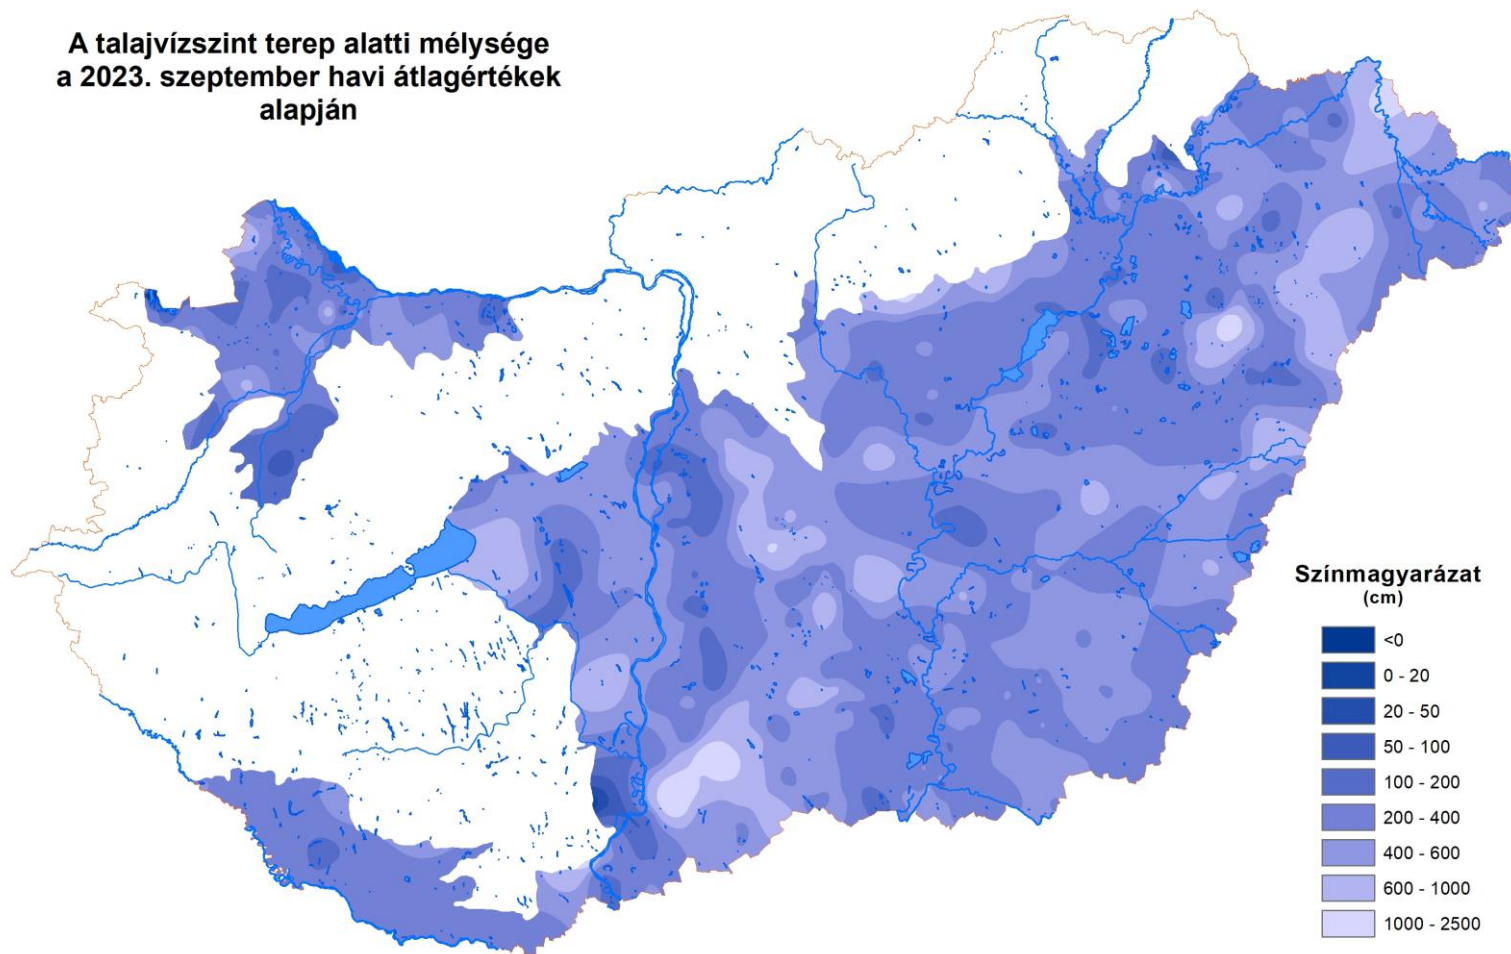 A talajvízszint terep alatti mélysége
a 2023. szeptember havi átlagértékek
alapján
Színmagyarázat
(cm)
<0
0 - 20
20 - 50
50 - 100
100 - 200
200 - 400
400 - 600
600 - 1000
1000 - 2500